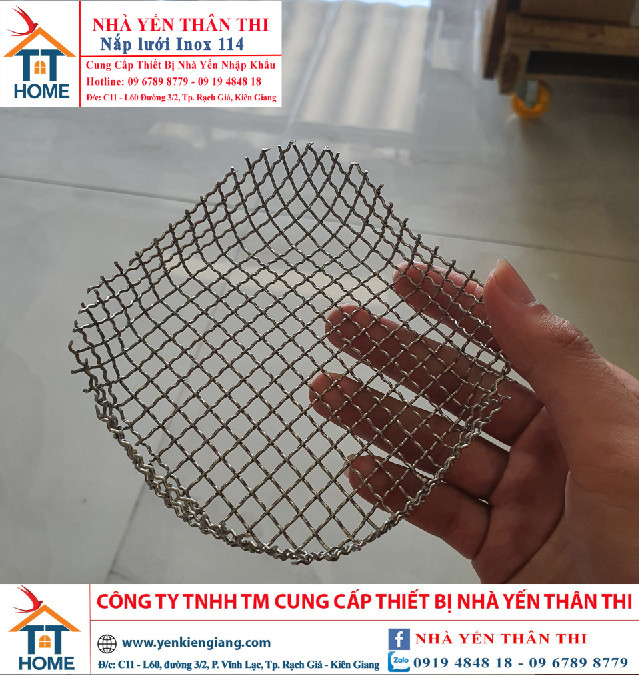 NHÀ YẾN THÂN THI
Nắp lưới Inox 114
Cung Cấp Thiết Bị Nhà Yến Nhập Khẩu
Hotline: 09 6789 8779 - 09 19 4848 18
Đ/c: C11 - L60 Đường 3/2, Tp. Rạch Giá, Kiên Giang
TT
HOME
CÔNG TY TNHH TM CUNG CẤP THIẾT BỊ NHÀ YẾN THÂN THI
www.yenkiengiang.com
f NHÀ YẾN THÂN THI
Đ/c: C11 - L60, đường 3/2, P. Vĩnh Lạc, Tp. Rạch Giá - Kiên Giang
Zalo 0919 4848 18 - 09 6789 8779
TT
HOME